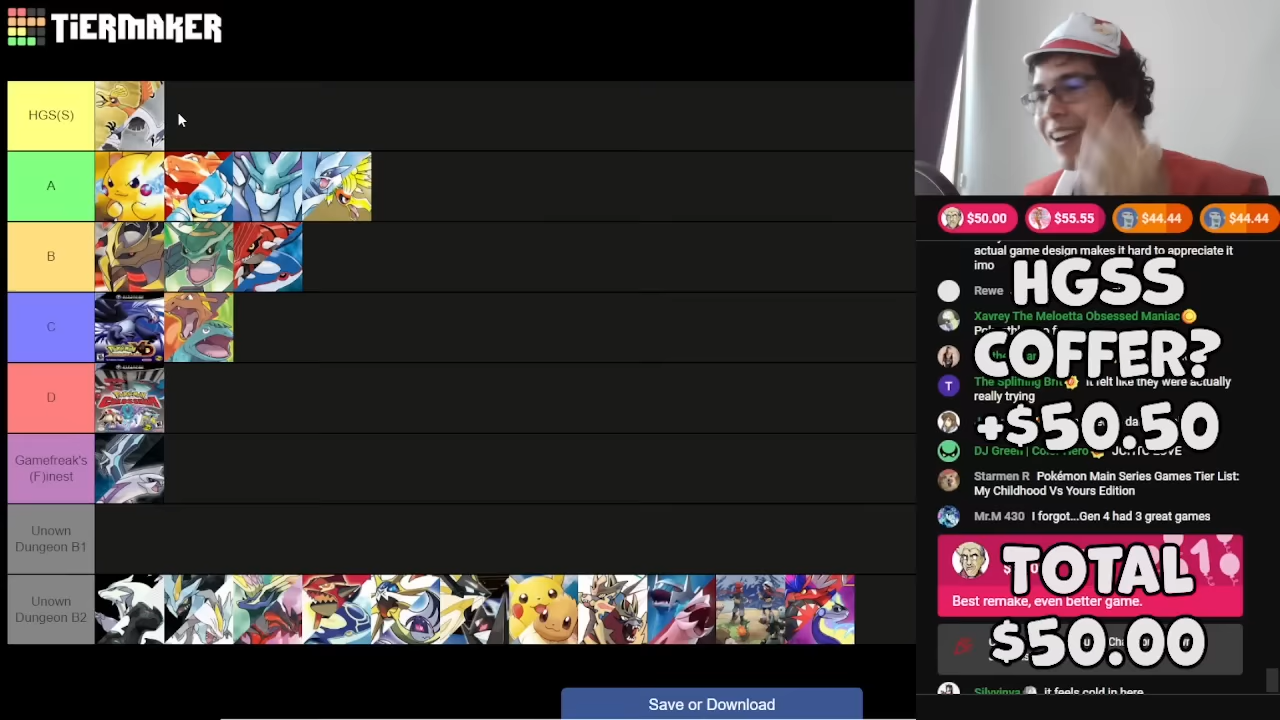 TiERMAKER
HGS(S)
A
B
C
D
Gamefreak's
(F)inest
Unown
Dungeon B1
Unown
Dungeon B2
Save or Download
$50.00
$55.55
$44.44
$44.44
actual game design makes it hard to appreciate it
imo
Rewe
Xavrey The Meloetta Obsessed Maniac
The Spliffing Brit it felt like they were actually
really trying
DJ Green | Color Hero
Starmen R Pokémon Main Series Games Tier List:
My Childhood Vs Yours Edition
Mr.M 430 I forgot...Gen 4 had 3 great games
Best remake, even better game.
it feels cold in here
HGSS
COFFER?
+$50.50
TOTAL
$50.00